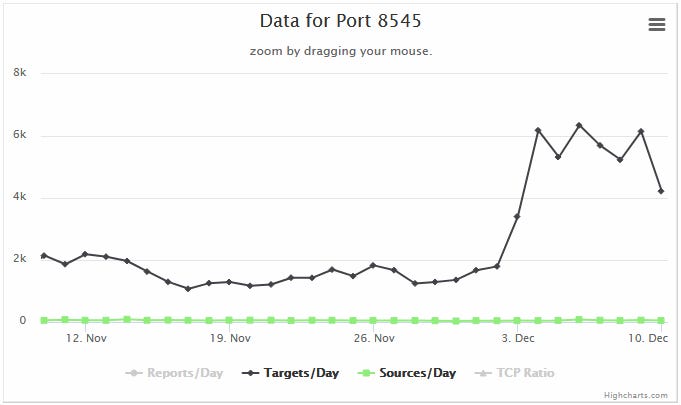 Data for Port 8545
zoom by dragging your mouse.
8k
6k
4k
2k
0
12. Nov 19. Nov 26. Nov 3. Dec 10. Dec
Reports/Day Targets/Day Sources/Day TCP Ratio
Highcharts.com